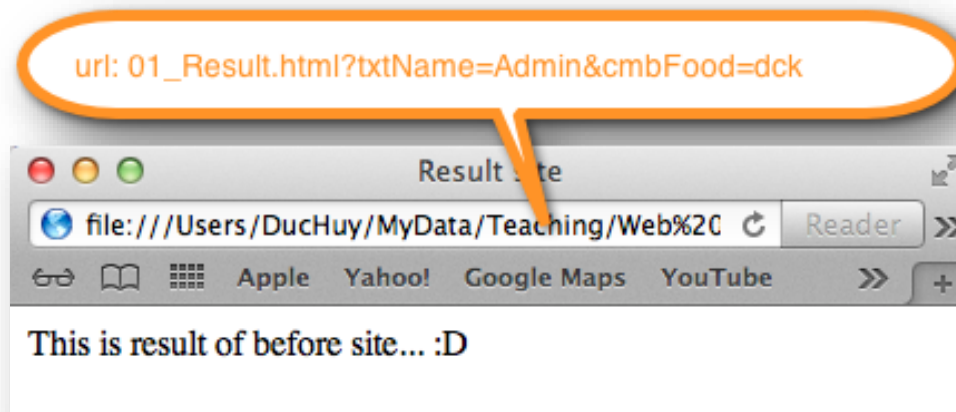 url: 01_Result.html?txtName=Admin&cmbFood=dck
Result
file:///Users/DucHuy/MyData/Teaching/Web%20 Reader
Apple Yahoo! Google Maps YouTube
This is result of before site... :D